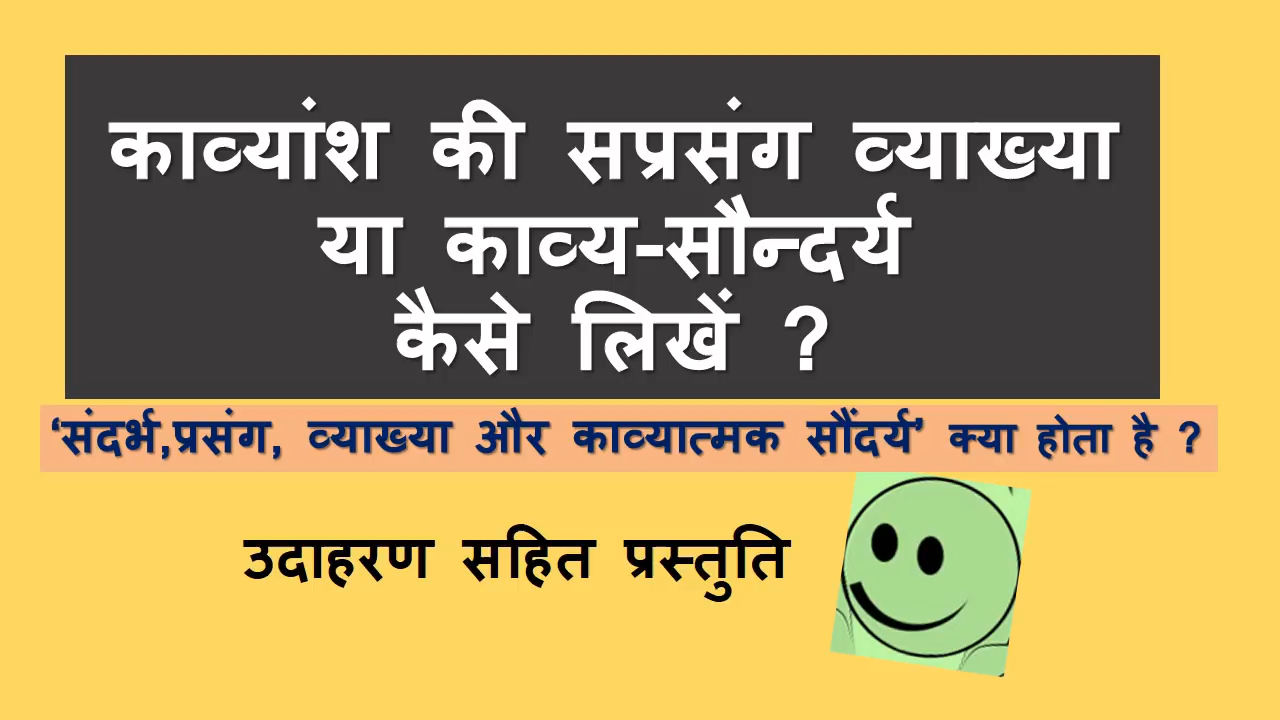 काव्यांश की सप्रसंग व्याख्या
या काव्य-सौन्दर्य
कैसे लिखें ?
‘संदर्भ,प्रसंग, व्याख्या और काव्यात्मक सौंदर्य’ क्या होता है ?
उदाहरण सहित प्रस्तुति